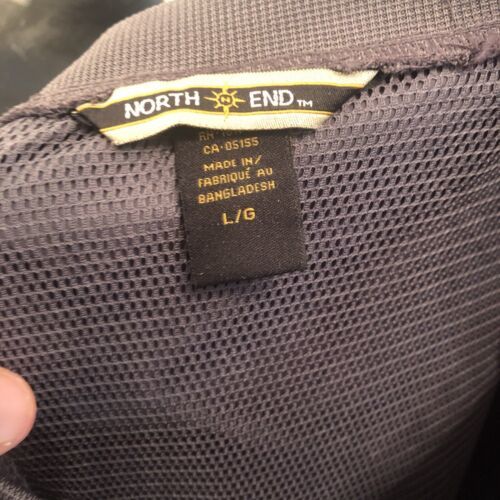 NORTH N END™
CA-05155
MADE IN/
FABRIQUÉ AU
BANGLADESH
L/G